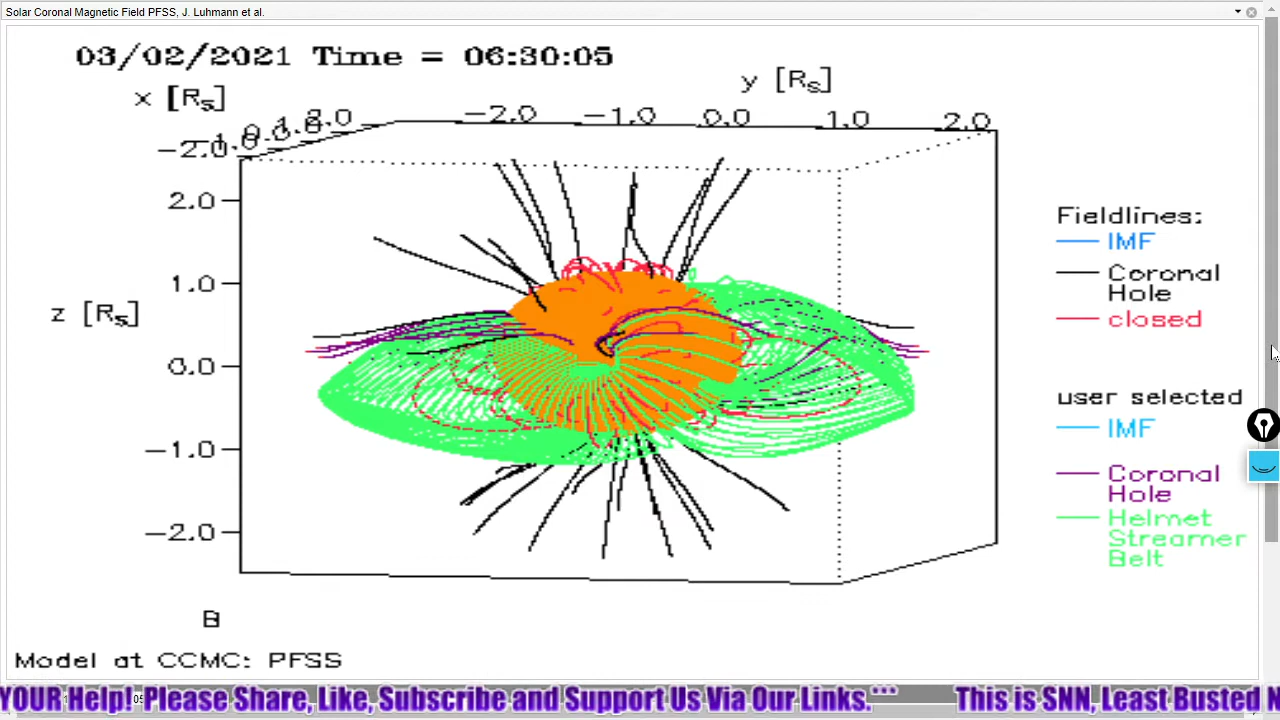 Solar Coronal Magnetic Field PFSS, J. Luhmann et al.
03/02/2021 Time = 06:30:05
x [Rs]
y [Rs]
-2.0 -1.0 0.0 1.0 2.0
-2.0
2.0
1.0
z [Rs]
0.0
-1.0
-2.0
Fieldlines:
IMF
Coronal
Hole
closed
user selected
IMF
Coronal
Hole
Helmet
Streamer
Belt
B
Model at CCMC: PFSS
YOUR Help! Please Share, Like, Subscribe and Support Us Via Our Links.*** This is SNN, Least Busted